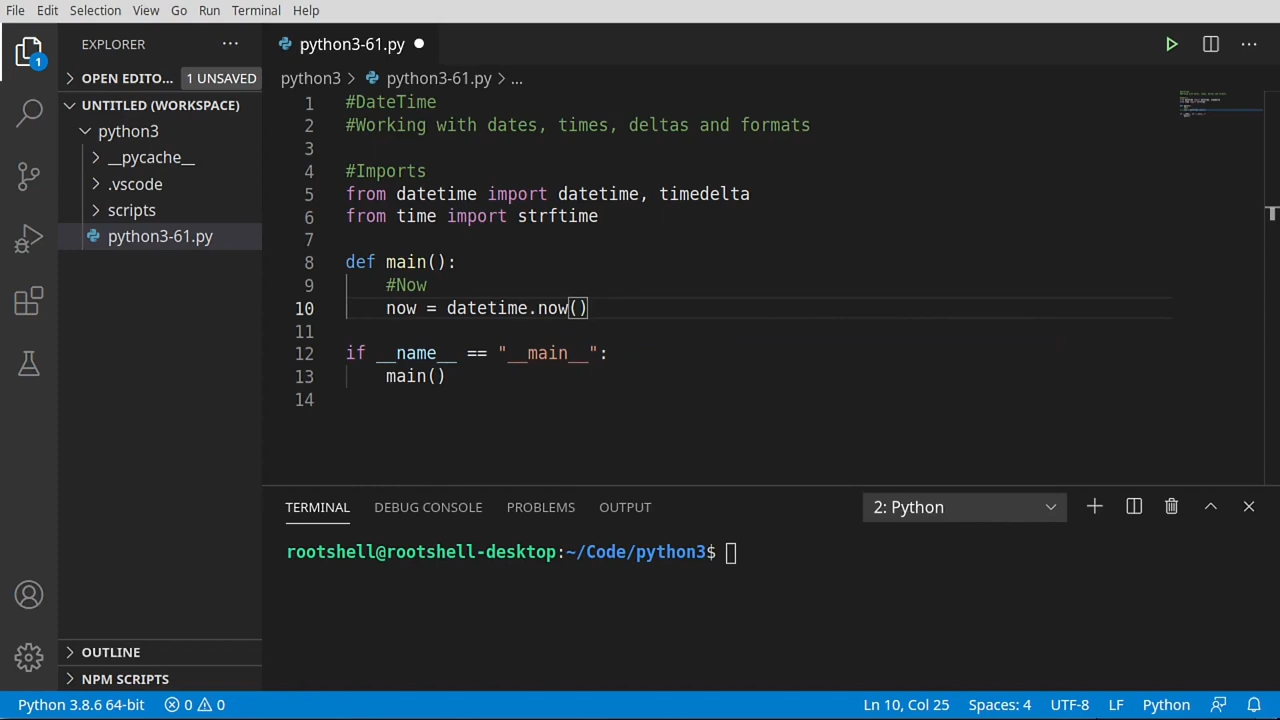 File Edit Selection View Go Run Terminal Help
EXPLORER ...
python3-61.py
1
OPEN EDITO... 1 UNSAVED
python3 > python3-61.py > ...
UNTITLED (WORKSPACE)
python3
__pycache__
.vscode
scripts
python3-61.py
1 #DateTime
2 #Working with dates, times, deltas and formats
3
4 #Imports
5 from datetime import datetime, timedelta
6 from time import strftime
7
8 def main():
9 #Now
10 now = datetime.now()
11
12 if __name__ == "__main__":
13 main()
14
TERMINAL DEBUG CONSOLE PROBLEMS OUTPUT 2: Python
rootshell@rootshell-desktop:~/Code/python3$
OUTLINE
NPM SCRIPTS
Python 3.8.6 64-bit 0 0 Ln 10, Col 25 Spaces: 4 UTF-8 LF Python